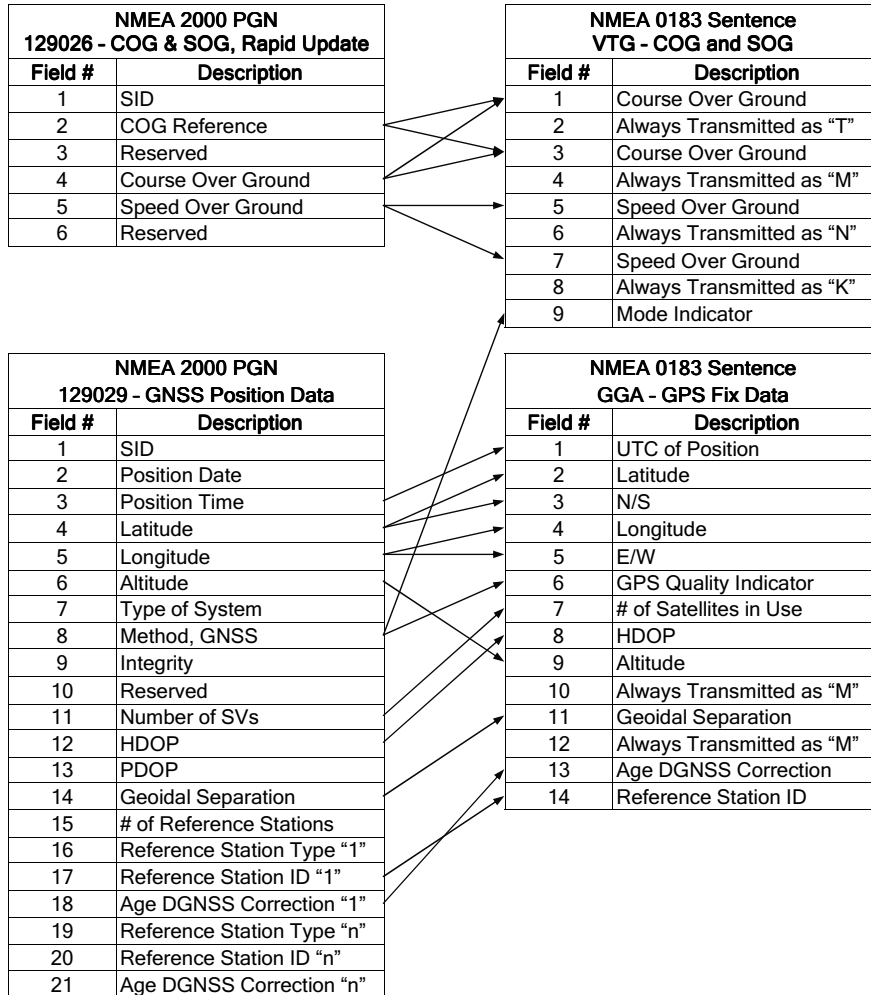 NMEA 2000 PGN
129026 - COG & SOG, Rapid Update
Field # Description
1 SID
2 COG Reference
3 Reserved
4 Course Over Ground
5 Speed Over Ground
6 Reserved
NMEA 0183 Sentence
VTG - COG and SOG
Field # Description
1 Course Over Ground
2 Always Transmitted as “T”
3 Course Over Ground
4 Always Transmitted as “M”
5 Speed Over Ground
6 Always Transmitted as “N”
7 Speed Over Ground
8 Always Transmitted as “K”
9 Mode Indicator
NMEA 2000 PGN
129029 - GNSS Position Data
Field # Description
1 SID
2 Position Date
3 Position Time
4 Latitude
5 Longitude
6 Altitude
7 Type of System
8 Method, GNSS
9 Integrity
10 Reserved
11 Number of SVs
12 HDOP
13 PDOP
14 Geoidal Separation
15 # of Reference Stations
16 Reference Station Type “1”
17 Reference Station ID “1”
18 Age DGNSS Correction “1”
19 Reference Station Type “n”
20 Reference Station ID “n”
21 Age DGNSS Correction “n”
NMEA 0183 Sentence
GGA - GPS Fix Data
Field # Description
1 UTC of Position
2 Latitude
3 N/S
4 Longitude
5 E/W
6 GPS Quality Indicator
7 # of Satellites in Use
8 HDOP
9 Altitude
10 Always Transmitted as “M”
11 Geoidal Separation
12 Always Transmitted as “M”
13 Age DGNSS Correction
14 Reference Station ID